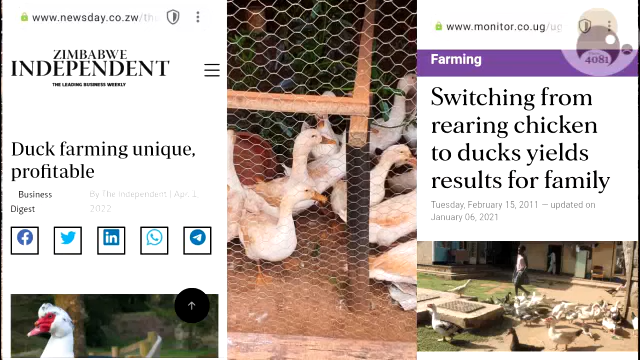 www.newsday.co.zw/th
ZIMBABWE
INDEPENDENT
THE LEADING BUSINESS WEEKLY
Duck farming unique,
profitable
Business
Digest
By The Independent | Apr. 1,
2022
www.monitor.co.ug/ug
4081
Farming
Switching from
rearing chicken
to ducks yields
results for family
Tuesday, February 15, 2011 — updated on
January 06, 2021